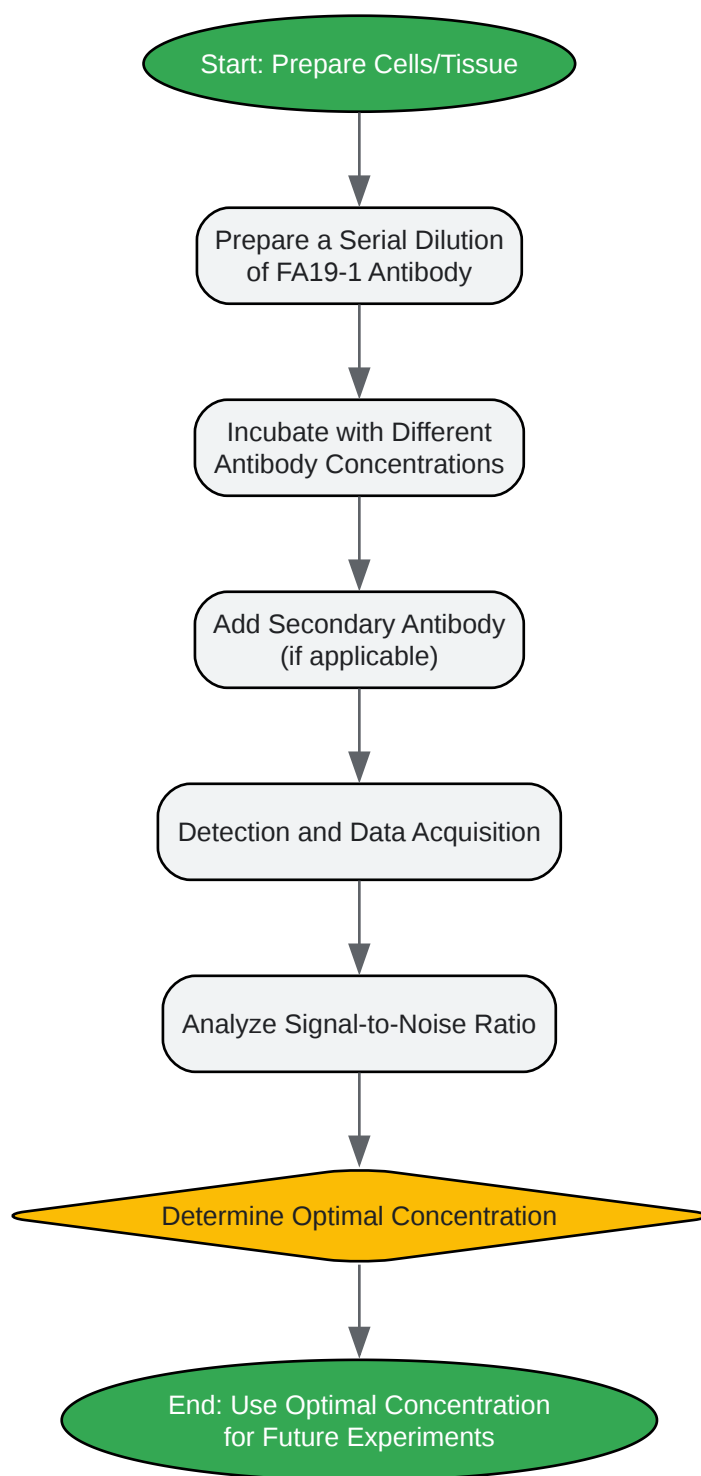 Start: Prepare Cells/Tissue
Prepare a Serial Dilution
of FA19-1 Antibody
Incubate with Different
Antibody Concentrations
Add Secondary Antibody
(if applicable)
Detection and Data Acquisition
Analyze Signal-to-Noise Ratio
Determine Optimal Concentration
End: Use Optimal Concentration
for Future Experiments